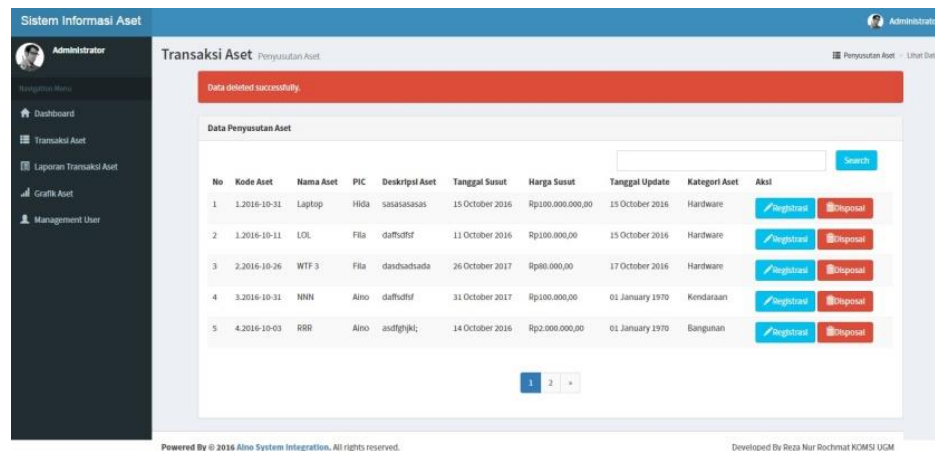 Sistem Informasi Aset
Administrator
Administrator
Navigation Menu
Dashboard
Transaksi Aset
Laporan Transaksi Aset
Grafik Aset
Management User
Transaksi Aset Penyusutan Aset
Penyusutan Aset > Lihat
Data deleted successfully.
Data Penyusutan Aset
Search
No Kode Aset Nama Aset PIC Deskripsi Aset Tanggal Susut Harga Susut Tanggal Update Kategori Aset Aksi
1 1.2016-10-31 Laptop Hida sasasasasas 15 October 2016 Rp100.000.000,00 15 October 2016 Hardware Registrasi Disposal
2 1.2016-10-11 LOL Fila daffsdfsf 11 October 2016 Rp100.000,00 15 October 2016 Hardware Registrasi Disposal
3 2.2016-10-26 WTF 3 Fila dasdsadsada 26 October 2017 Rp80.000,00 17 October 2016 Hardware Registrasi Disposal
4 3.2016-10-31 NNN Aino daffsdfsf 31 October 2017 Rp100.000,00 01 January 1970 Kendaraan Registrasi Disposal
5 4.2016-10-03 RRR Aino asdfghjkl; 14 October 2016 Rp2.000.000,00 01 January 1970 Bangunan Registrasi Disposal
1 2 »
Powered By © 2016 Aino System Integration. All rights reserved.
Developed By Reza Nur Rochmat KOMSI UGM